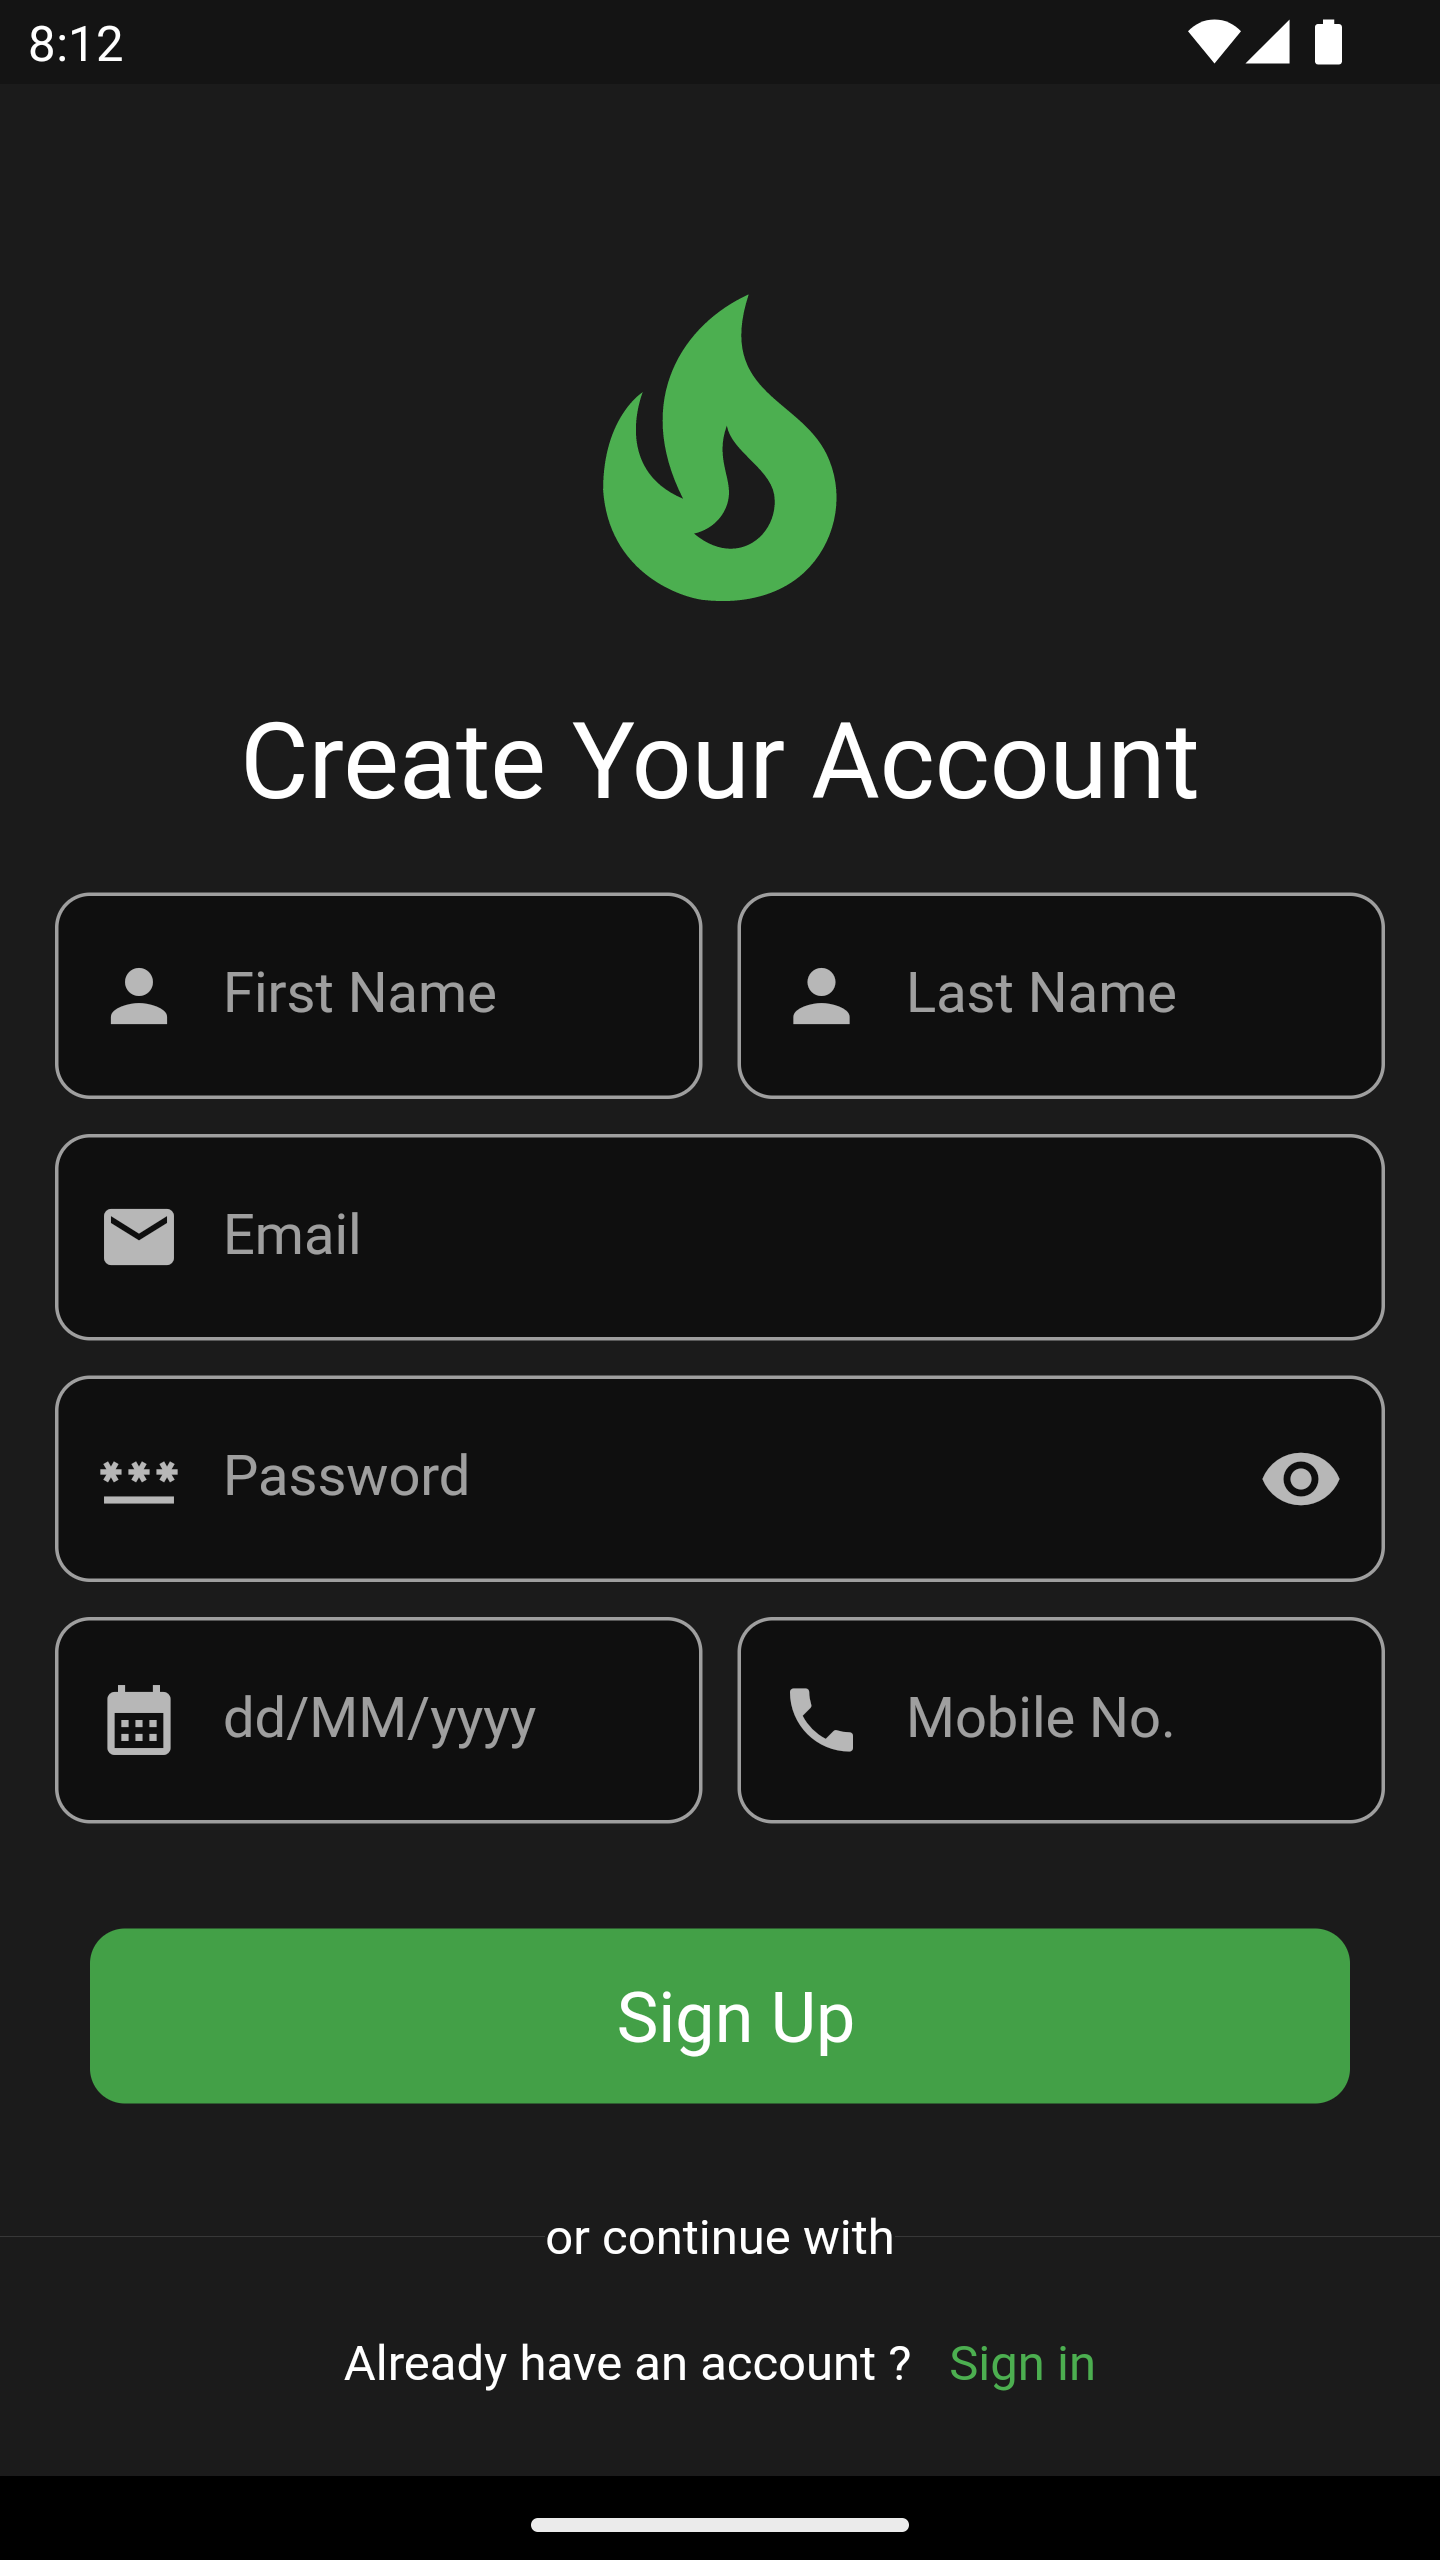 8:12
Create Your Account
First Name
Last Name
Email
Password
dd/MM/yyyy
Mobile No.
Sign Up
or continue with
Already have an account ? Sign in